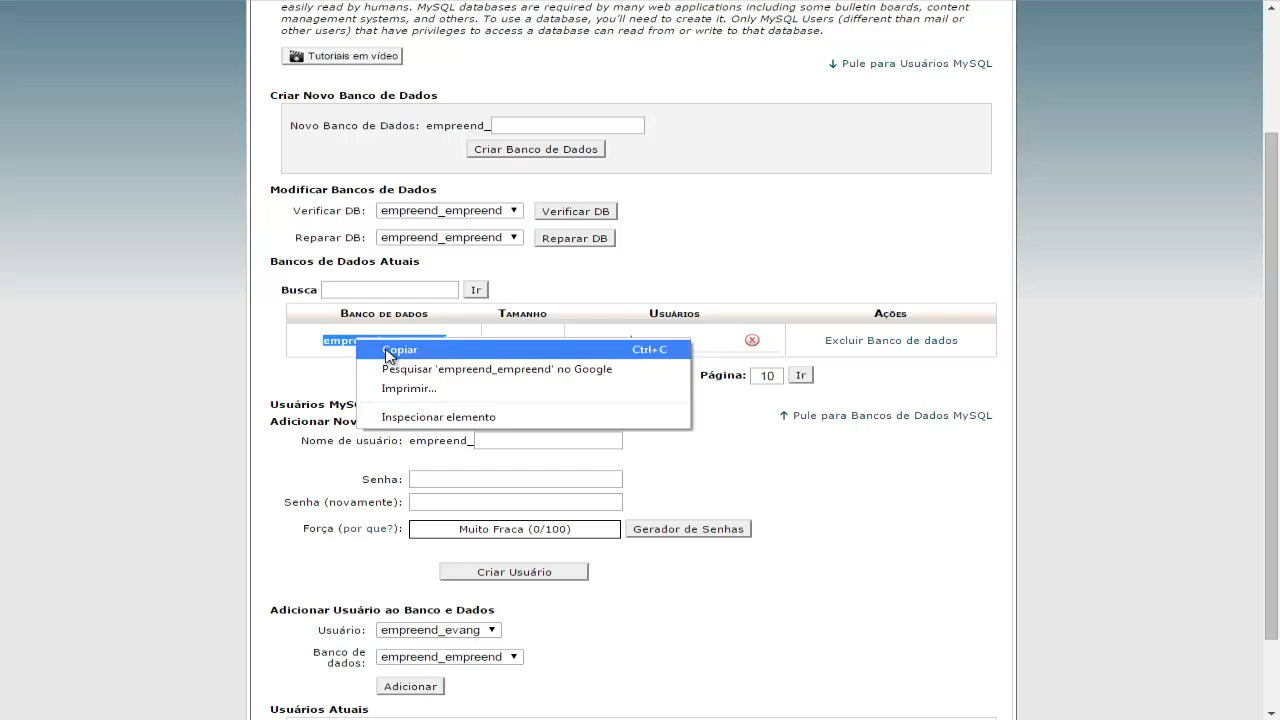 easily read by humans. MySQL databases are required by many web applications including some bulletin boards, content
management systems, and others. To use a database, you'll need to create it. Only MySQL Users (different than mail or
other users) that have privileges to access a database can read from or write to that database.
Tutoriais em vídeo
↓ Pule para Usuários MySQL
Criar Novo Banco de Dados
Novo Banco de Dados: empreend_
Criar Banco de Dados
Modificar Bancos de Dados
Verificar DB: empreend_empreend ▼ Verificar DB
Reparar DB: empreend_empreend ▼ Reparar DB
Bancos de Dados Atuais
Busca Ir
Banco de dados Tamanho Usuários Ações
Excluir Banco de dados
Copiar Ctrl+C
Pesquisar 'empreend_empreend' no Google
Imprimir...
Inspecionar elemento
Página: 10 Ir
Usuários
↑ Pule para Bancos de Dados MySQL
Adicionar
Nome de usuário: empreend_
Senha:
Senha (novamente):
Força (por que?): Muito Fraca (0/100) Gerador de Senhas
Criar Usuário
Adicionar Usuário ao Banco e Dados
Usuário: empreend_evang ▼
Banco de
dados: empreend_empreend ▼
Adicionar
Usuários Atuais